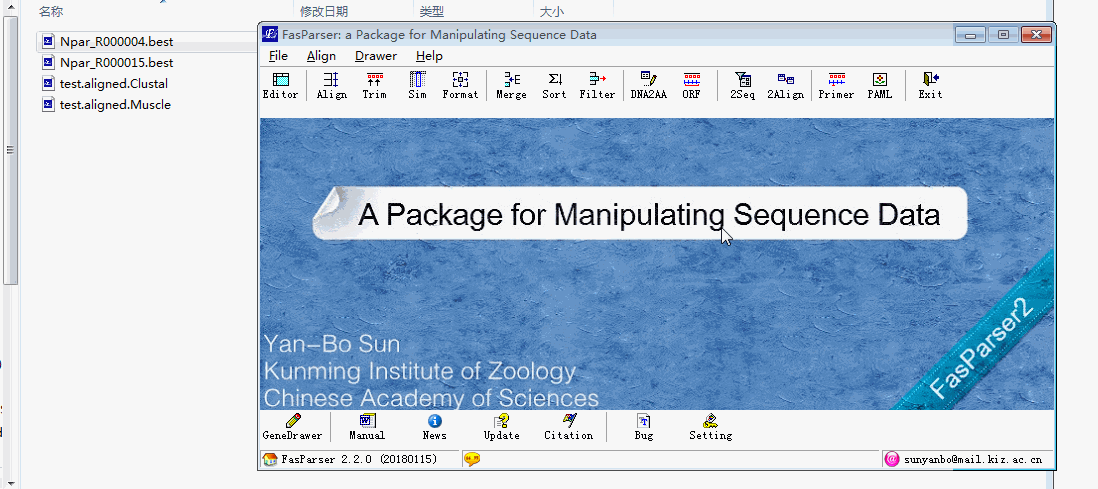 名称 修改日期 类型 大小
Npar_R000004.best
Npar_R000015.best
test.aligned.Clustal
test.aligned.Muscle
FasParser: a Package for Manipulating Sequence Data
File Align Drawer Help
Editor Align Trim Sim Format Merge Sort Filter DNA2AA ORF 2Seq 2Align Primer PAML Exit
A Package for Manipulating Sequence Data
Yan-Bo Sun
Kunming Institute of Zoology
Chinese Academy of Sciences
FasParser2
GeneDrawer Manual News Update Citation Bug Setting
FasParser 2.2.0 (20180115) sunyanbo@mail.kiz.ac.cn